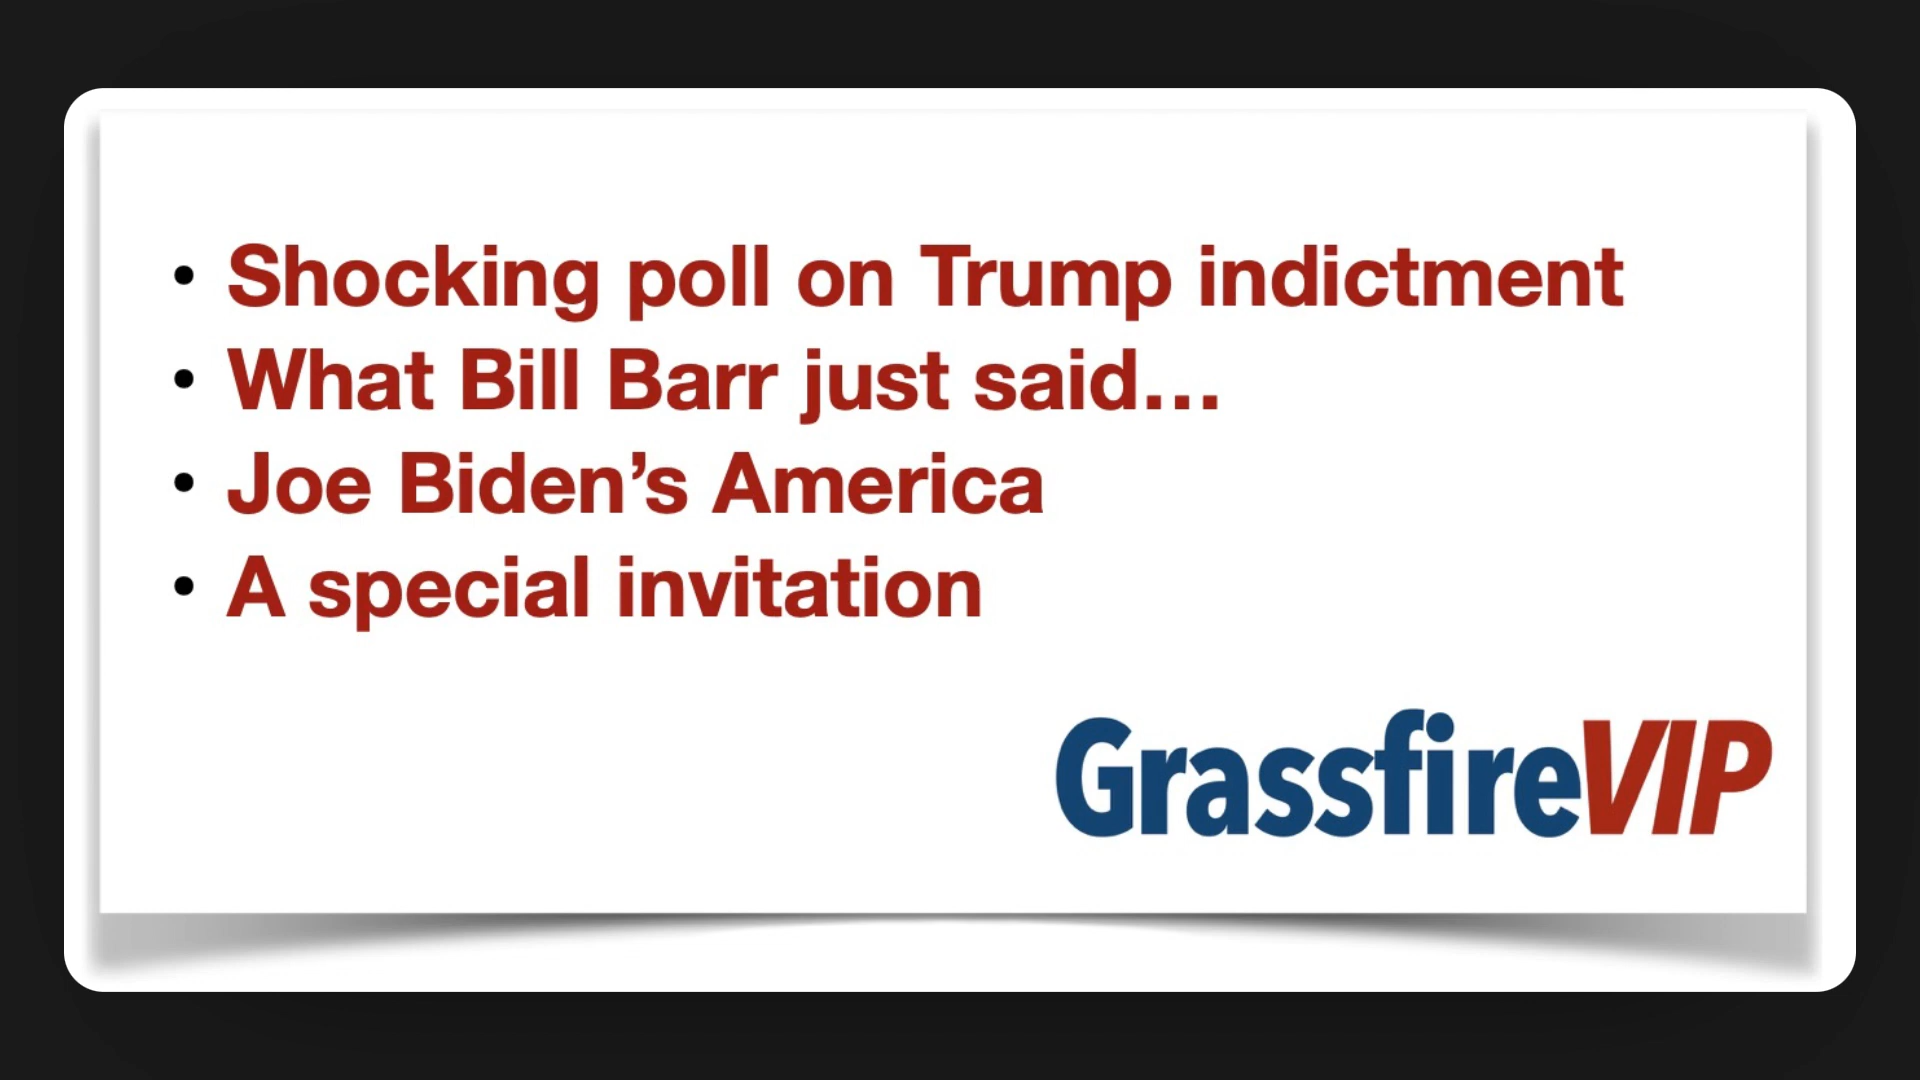 • Shocking poll on Trump indictment
• What Bill Barr just said…
• Joe Biden’s America
• A special invitation
GrassfireVIP